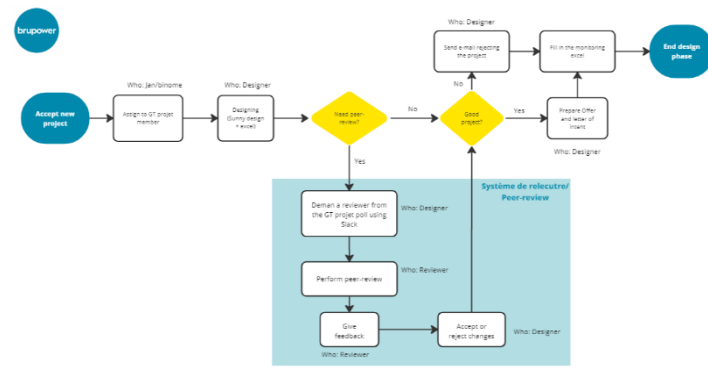 brupower
Who: Designer
Send e-mail rejecting
the project
Fill in the monitoring
excel
End design
phase
Who: Jan/binome
Who: Designer
No
Accept new
project
Assign to GT projet
member
Designing
(Sunny design
+ excel)
Need peer-
review?
No
Good
project?
Yes
Prepare Offer
and letter of
intent
Who: Designer
Yes
Système de relecutre/
Peer-review
Deman a reviewer from
the GT projet poll using
Slack
Who: Designer
Who: Reviewer
Perform peer-review
Give
feedback
Accept or
reject changes
Who: Designer
Who: Reviewer